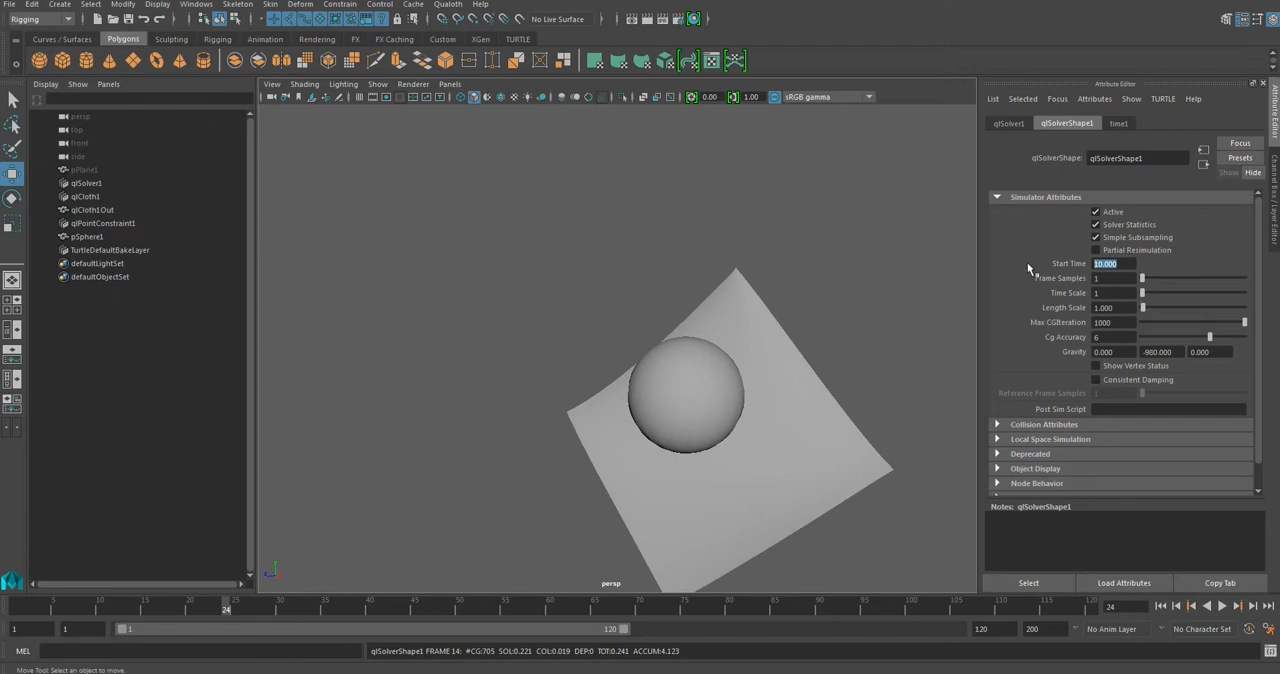 File Edit Create Select Modify Display Windows Skeleton Skin Deform Constrain Control Cache Qualoth Help
Rigging No Live Surface
Curves / Surfaces Polygons Sculpting Rigging Animation Rendering FX FX Caching Custom XGen TURTLE
Display Show Panels
View Shading Lighting Show Renderer Panels
0.00 1.00 sRGB gamma
persp
top
front
side
pPlane1
qlSolver1
qlCloth1
qlCloth1Out
qlPointConstraint1
pSphere1
TurtleDefaultBakeLayer
defaultLightSet
defaultObjectSet
persp
Attribute Editor
List Selected Focus Attributes Show TURTLE Help
qlSolver1 qlSolverShape1 time1
Focus
qlSolverShape: qlSolverShape1 Presets
Show Hide
Simulator Attributes
Active
Solver Statistics
Simple Subsampling
Partial Resimulation
Start Time 10.000
Frame Samples 1
Time Scale 1
Length Scale 1.000
Max CGIteration 1000
Cg Accuracy 6
Gravity 0.000 -980.000 0.000
Show Vertex Status
Consistent Damping
Reference Frame Samples 1
Post Sim Script
Collision Attributes
Local Space Simulation
Deprecated
Object Display
Node Behavior
Notes: qlSolverShape1
Select Load Attributes Copy Tab
Attribute Editor
Channel Box / Layer Editor
5 10 15 20 24 25 30 35 40 45 50 55 60 65 70 75 80 85 90 95 100 105 110 115 120 24
1 1 1 120 120 200 No Anim Layer No Character Set
MEL qlSolverShape1 FRAME 14: #CG:705 SOL:0.221 COL:0.019 DEP:0 TOT:0.241 ACCUM:4.123
Move Tool: Select an object to move.